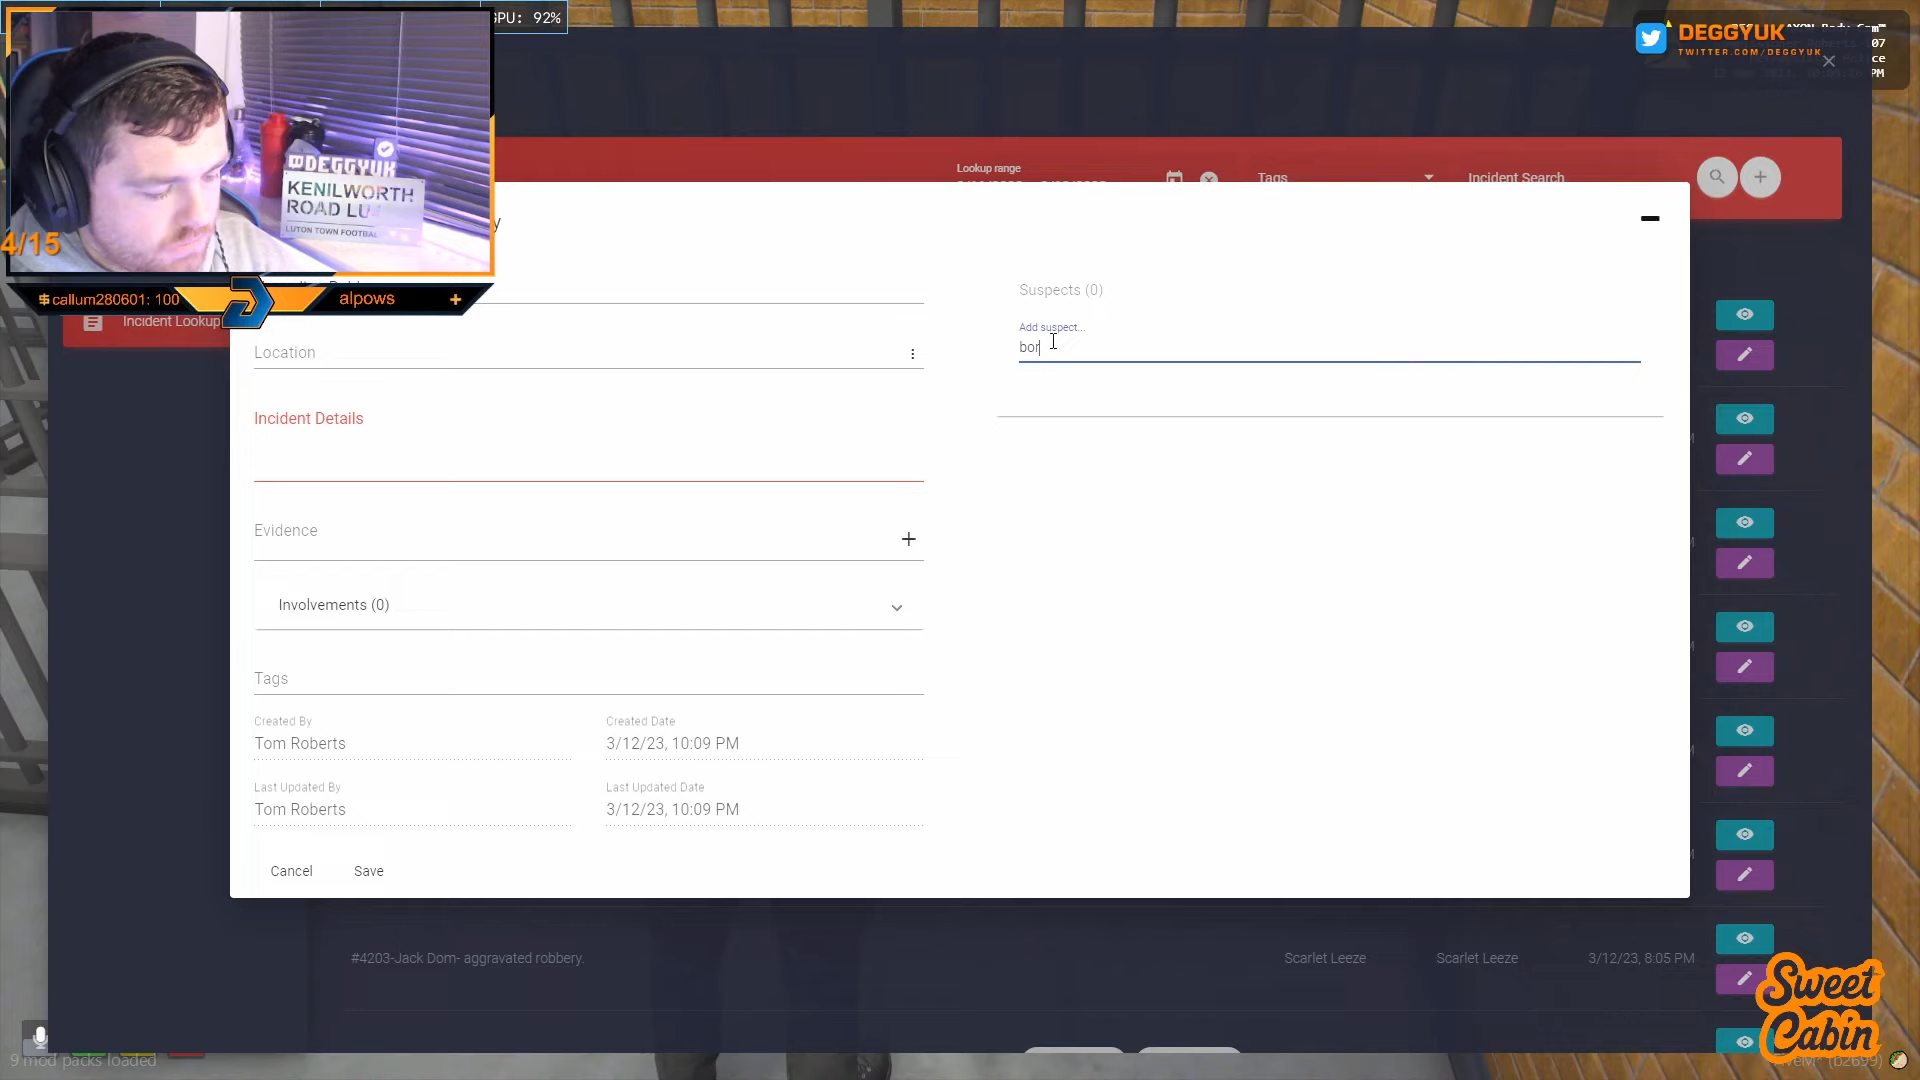 GPU: 92%
DEGGYUK
TWITTER.COM/DEGGYUK
@DEGGYUK
KENILWORTH
ROAD LU
LUTON TOWN FOOTBAL
4/15
callum280601: 100
alpows
+
Lookup range
Tags
Incident Search
Incident Lookup
y
Suspects (0)
Add suspect...
bor
Location
Incident Details
Evidence
Involvements (0)
Tags
Created By
Created Date
Tom Roberts
3/12/23, 10:09 PM
Last Updated By
Last Updated Date
Tom Roberts
3/12/23, 10:09 PM
Cancel
Save
#4203-Jack Dom- aggravated robbery.
Scarlet Leeze
Scarlet Leeze
3/12/23, 8:05 PM
Sweet
Cabin
9 mod packs loaded
(b2699)